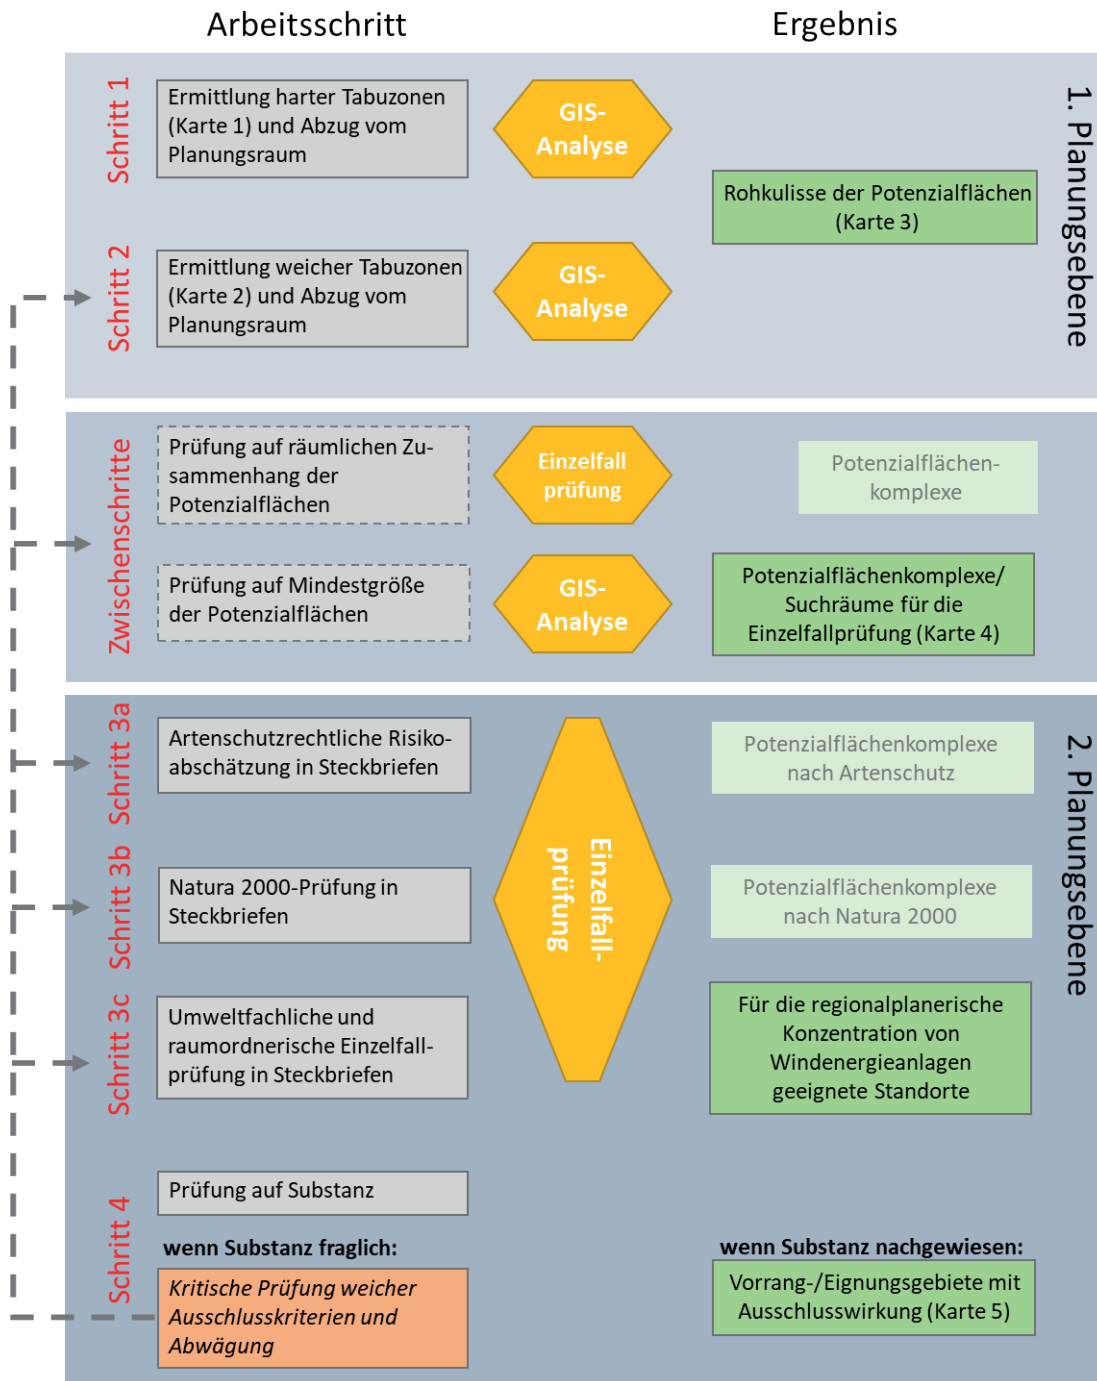 Arbeitsschritt
Ergebnis
1. Planungsebene
Schritt 1
Ermittlung harter Tabuzonen
(Karte 1) und Abzug vom
Planungsraum
GIS-
Analyse
Rohkulisse der Potenzialflächen
(Karte 3)
Schritt 2
Ermittlung weicher Tabuzonen
(Karte 2) und Abzug vom
Planungsraum
GIS-
Analyse
Zwischenschritte
Prüfung auf räumlichen Zu-
sammenhang der
Potenzialflächen
Einzelfall
prüfung
Potenzialflächen-
komplexe
Prüfung auf Mindestgröße
der Potenzialflächen
GIS-
Analyse
Potenzialflächenkomplexe/
Suchräume für die
Einzelfallprüfung (Karte 4)
2. Planungsebene
Schritt 3a
Artenschutzrechtliche Risiko-
abschätzung in Steckbriefen
Einzelfall-
prüfung
Potenzialflächenkomplexe
nach Artenschutz
Schritt 3b
Natura 2000-Prüfung in
Steckbriefen
Potenzialflächenkomplexe
nach Natura 2000
Schritt 3c
Umweltfachliche und
raumordnerische Einzelfall-
prüfung in Steckbriefen
Für die regionalplanerische
Konzentration von
Windenergieanlagen
geeignete Standorte
Schritt 4
Prüfung auf Substanz
wenn Substanz fraglich:
Kritische Prüfung weicher
Ausschlusskriterien und
Abwägung
wenn Substanz nachgewiesen:
Vorrang-/Eignungsgebiete mit
Ausschlusswirkung (Karte 5)